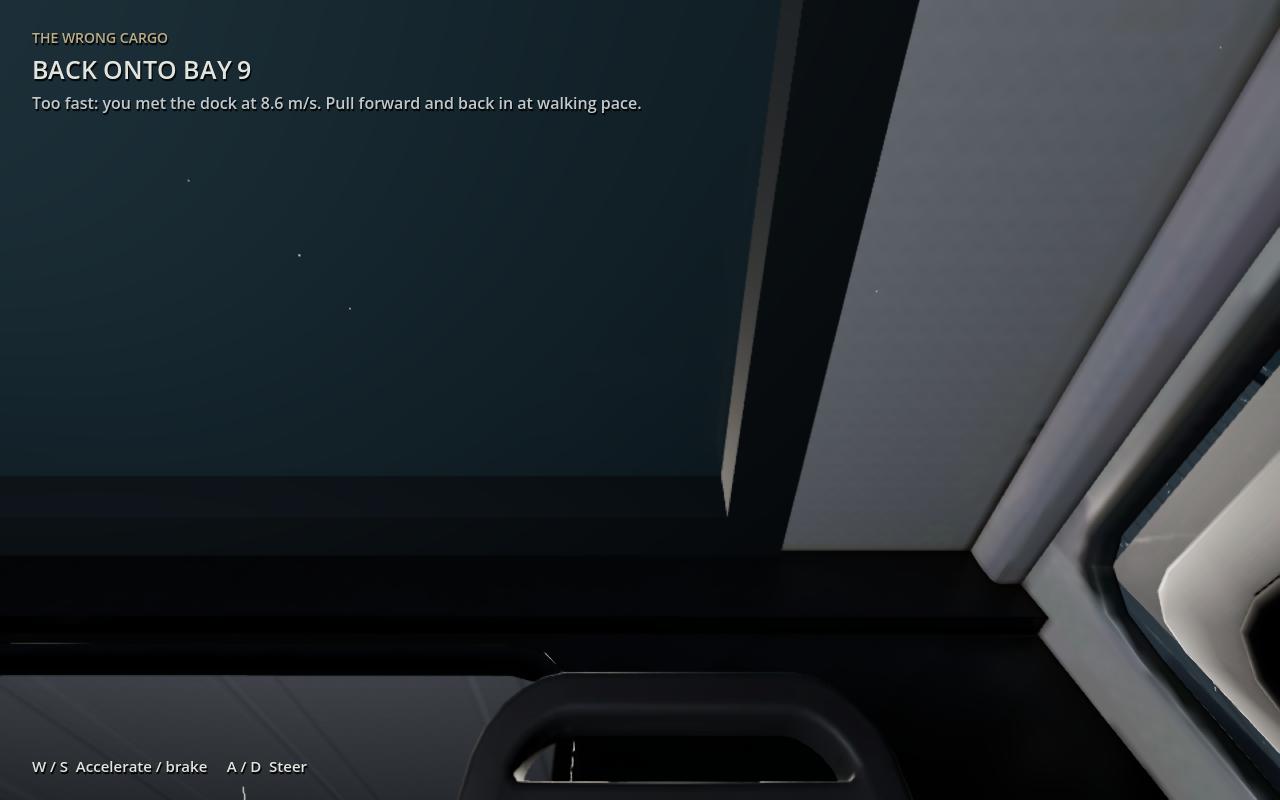 THE WRONG CARGO
BACK ONTO BAY 9
Too fast: you met the dock at 8.6 m/s. Pull forward and back in at walking pace.
W / S Accelerate / brake A / D Steer